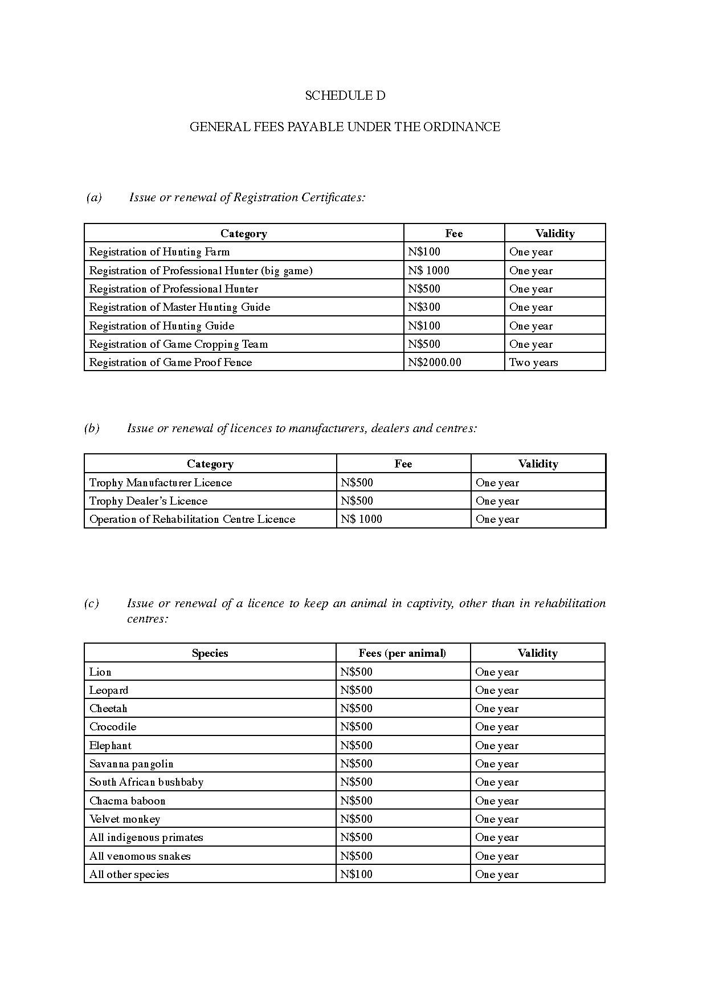 SCHEDULE D
GENERAL FEES PAYABLE UNDER THE ORDINANCE
(a) Issue or renewal of Registration Certificates:
Category Fee Validity
Registration of Hunting Farm N$100 One year
Registration of Professional Hunter (big game) N$ 1000 One year
Registration of Professional Hunter N$500 One year
Registration of Master Hunting Guide N$300 One year
Registration of Hunting Guide N$100 One year
Registration of Game Cropping Team N$500 One year
Registration of Game Proof Fence N$2000.00 Two years
(b) Issue or renewal of licences to manufacturers, dealers and centres:
Category Fee Validity
Trophy Manufacturer Licence N$500 One year
Trophy Dealer’s Licence N$500 One year
Operation of Rehabilitation Centre Licence N$ 1000 One year
(c) Issue or renewal of a licence to keep an animal in captivity, other than in rehabilitation
centres:
Species Fees (per animal) Validity
Lion N$500 One year
Leopard N$500 One year
Cheetah N$500 One year
Crocodile N$500 One year
Elephant N$500 One year
Savanna pangolin N$500 One year
South African bushbaby N$500 One year
Chacma baboon N$500 One year
Velvet monkey N$500 One year
All indigenous primates N$500 One year
All venomous snakes N$500 One year
All other species N$100 One year